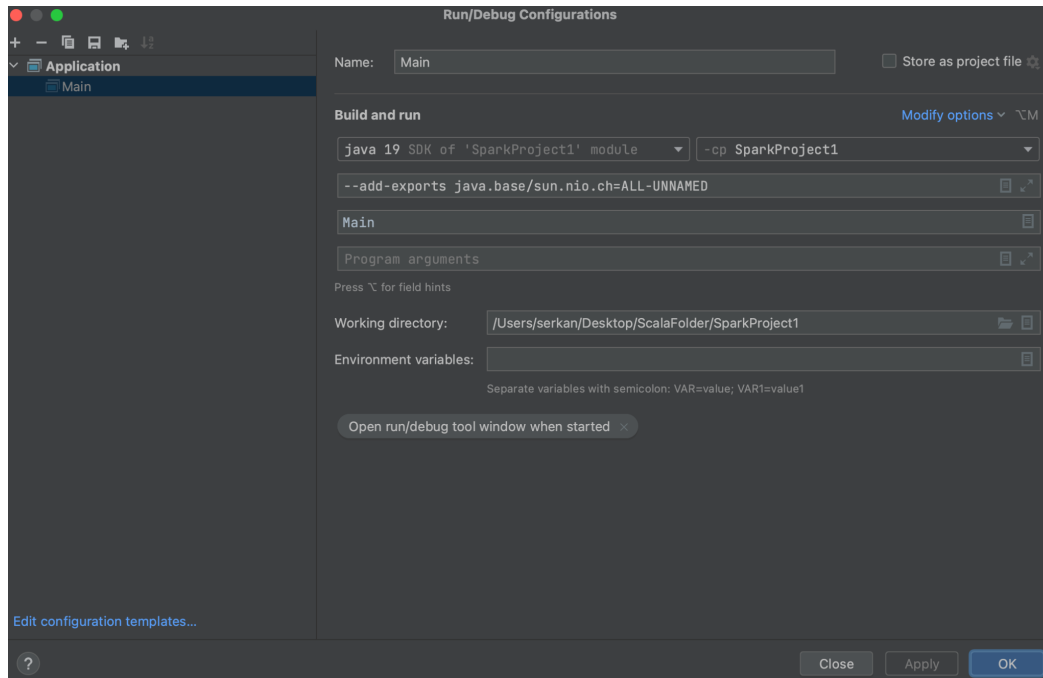 Run/Debug Configurations
Application
Main
Name: Main Store as project file
Build and run Modify options ⌥M
java 19 SDK of 'SparkProject1' module -cp SparkProject1
--add-exports java.base/sun.nio.ch=ALL-UNNAMED
Main
Program arguments
Press ⌥ for field hints
Working directory: /Users/serkan/Desktop/ScalaFolder/SparkProject1
Environment variables:
Separate variables with semicolon: VAR=value; VAR1=value1
Open run/debug tool window when started ×
Edit configuration templates...
? Close Apply OK